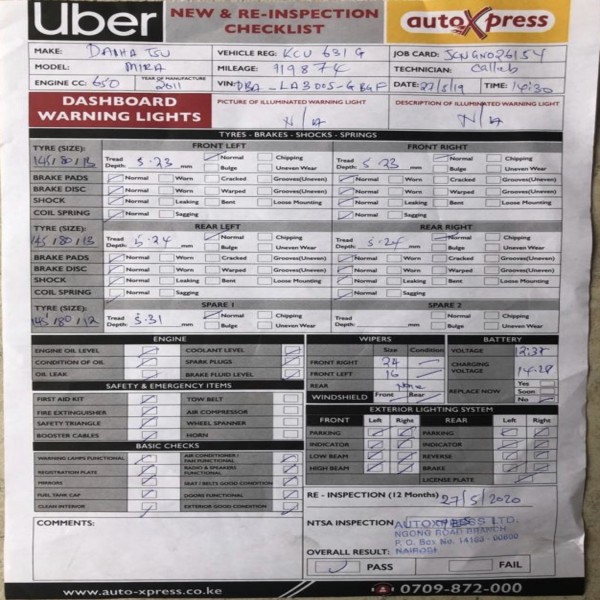 Uber NEW & RE-INSPECTION CHECKLIST autoXpress
MAKE: DAIHATSU VEHICLE REG: KCU 631 G JOB CARD:
MODEL: MIRA MILEAGE: 119874 TECHNICIAN: Calleb
ENGINE CC: 650 YEAR OF MANUFACTURE 2011 VIN: DBA-LA300S-GBGF DATE: 27/5/19 TIME: 14:30
DASHBOARD WARNING LIGHTS PICTURE OF ILLUMINATED WARNING LIGHT N/A DESCRIPTION OF ILLUMINATED WARNING LIGHT N/A
TYRES - BRAKES - SHOCKS - SPRINGS
TYRE (SIZE): FRONT LEFT FRONT RIGHT
145/80/13 Tread Depth: 5.23 mm Normal Chipping Bulge Uneven Wear Tread Depth: 5.23 mm Normal Chipping Bulge Uneven Wear
BRAKE PADS Normal Worn Cracked Grooves(Uneven) Normal Worn Cracked Grooves(Uneven)
BRAKE DISC Normal Worn Warped Grooves(Uneven) Normal Worn Warped Grooves(Uneven)
SHOCK Normal Leaking Bent Loose Mounting Normal Leaking Bent Loose Mounting
COIL SPRING Normal Sagging Normal Sagging
TYRE (SIZE): REAR LEFT REAR RIGHT
145/80/13 Tread Depth: 5.24 mm Normal Chipping Bulge Uneven Wear Tread Depth: 5.24 mm Normal Chipping Bulge Uneven Wear
BRAKE PADS Normal Worn Cracked Grooves(Uneven) Normal Worn Cracked Grooves(Uneven)
BRAKE DISC Normal Worn Warped Grooves(Uneven) Normal Worn Warped Grooves(Uneven)
SHOCK Normal Leaking Bent Loose Mounting Normal Leaking Bent Loose Mounting
COIL SPRING Normal Sagging Normal Sagging
TYRE (SIZE): SPARE 1 SPARE 2
145/80/12 Tread Depth: 5.31 mm Normal Chipping Bulge Uneven Wear Tread Depth: mm Normal Chipping Bulge Uneven Wear
ENGINE
ENGINE OIL LEVEL COOLANT LEVEL
CONDITION OF OIL SPARK PLUGS
OIL LEAK BRAKE FLUID LEVEL
SAFETY & EMERGENCY ITEMS
FIRST AID KIT TOW BELT
FIRE EXTINGUISHER AIR COMPRESSOR
SAFETY TRIANGLE WHEEL SPANNER
BOOSTER CABLES HORN
BASIC CHECKS
WARNING LAMPS FUNCTIONAL AIR CONDITIONER / FAN FUNCTIONAL
REGISTRATION PLATE RADIO & SPEAKERS FUNCTIONAL
MIRRORS SEAT / BELTS GOOD CONDITION
FUEL TANK CAP DOORS FUNCTIONAL
CLEAN INTERIOR EXTERIOR GOOD CONDITION
COMMENTS:
WIPERS
Size Condition
FRONT RIGHT 24
FRONT LEFT 16
REAR none
WINDSHIELD Front Rear
BATTERY
VOLTAGE 12.37
CHARGING VOLTAGE 14.28
REPLACE NOW Yes Soon No
EXTERIOR LIGHTING SYSTEM
FRONT Left Right REAR Left Right
PARKING PARKING
INDICATOR INDICATOR
LOW BEAM REVERSE
HIGH BEAM BRAKE
LICENSE PLATE
RE - INSPECTION (12 Months) 27/5/2020
NTSA INSPECTION
AUTOXPRESS LTD.
NGONG ROAD BRANCH
P. O. Box No. 14102 - 00800
NAIROBI
OVERALL RESULT: PASS FAIL
www.auto-xpress.co.ke 0709-872-000